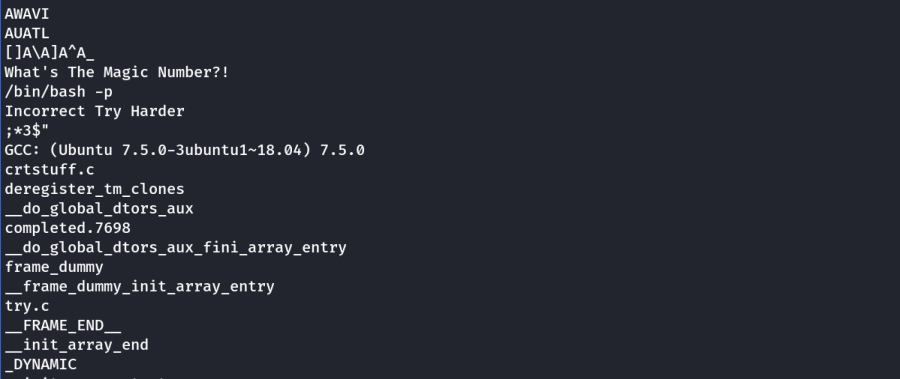 AWAVI
AUATL
[]A\A]A^A_
What's The Magic Number?!
/bin/bash -p
Incorrect Try Harder
;*3$"
GCC: (Ubuntu 7.5.0-3ubuntu1~18.04) 7.5.0
crtstuff.c
deregister_tm_clones
__do_global_dtors_aux
completed.7698
__do_global_dtors_aux_fini_array_entry
frame_dummy
__frame_dummy_init_array_entry
try.c
__FRAME_END__
__init_array_end
_DYNAMIC